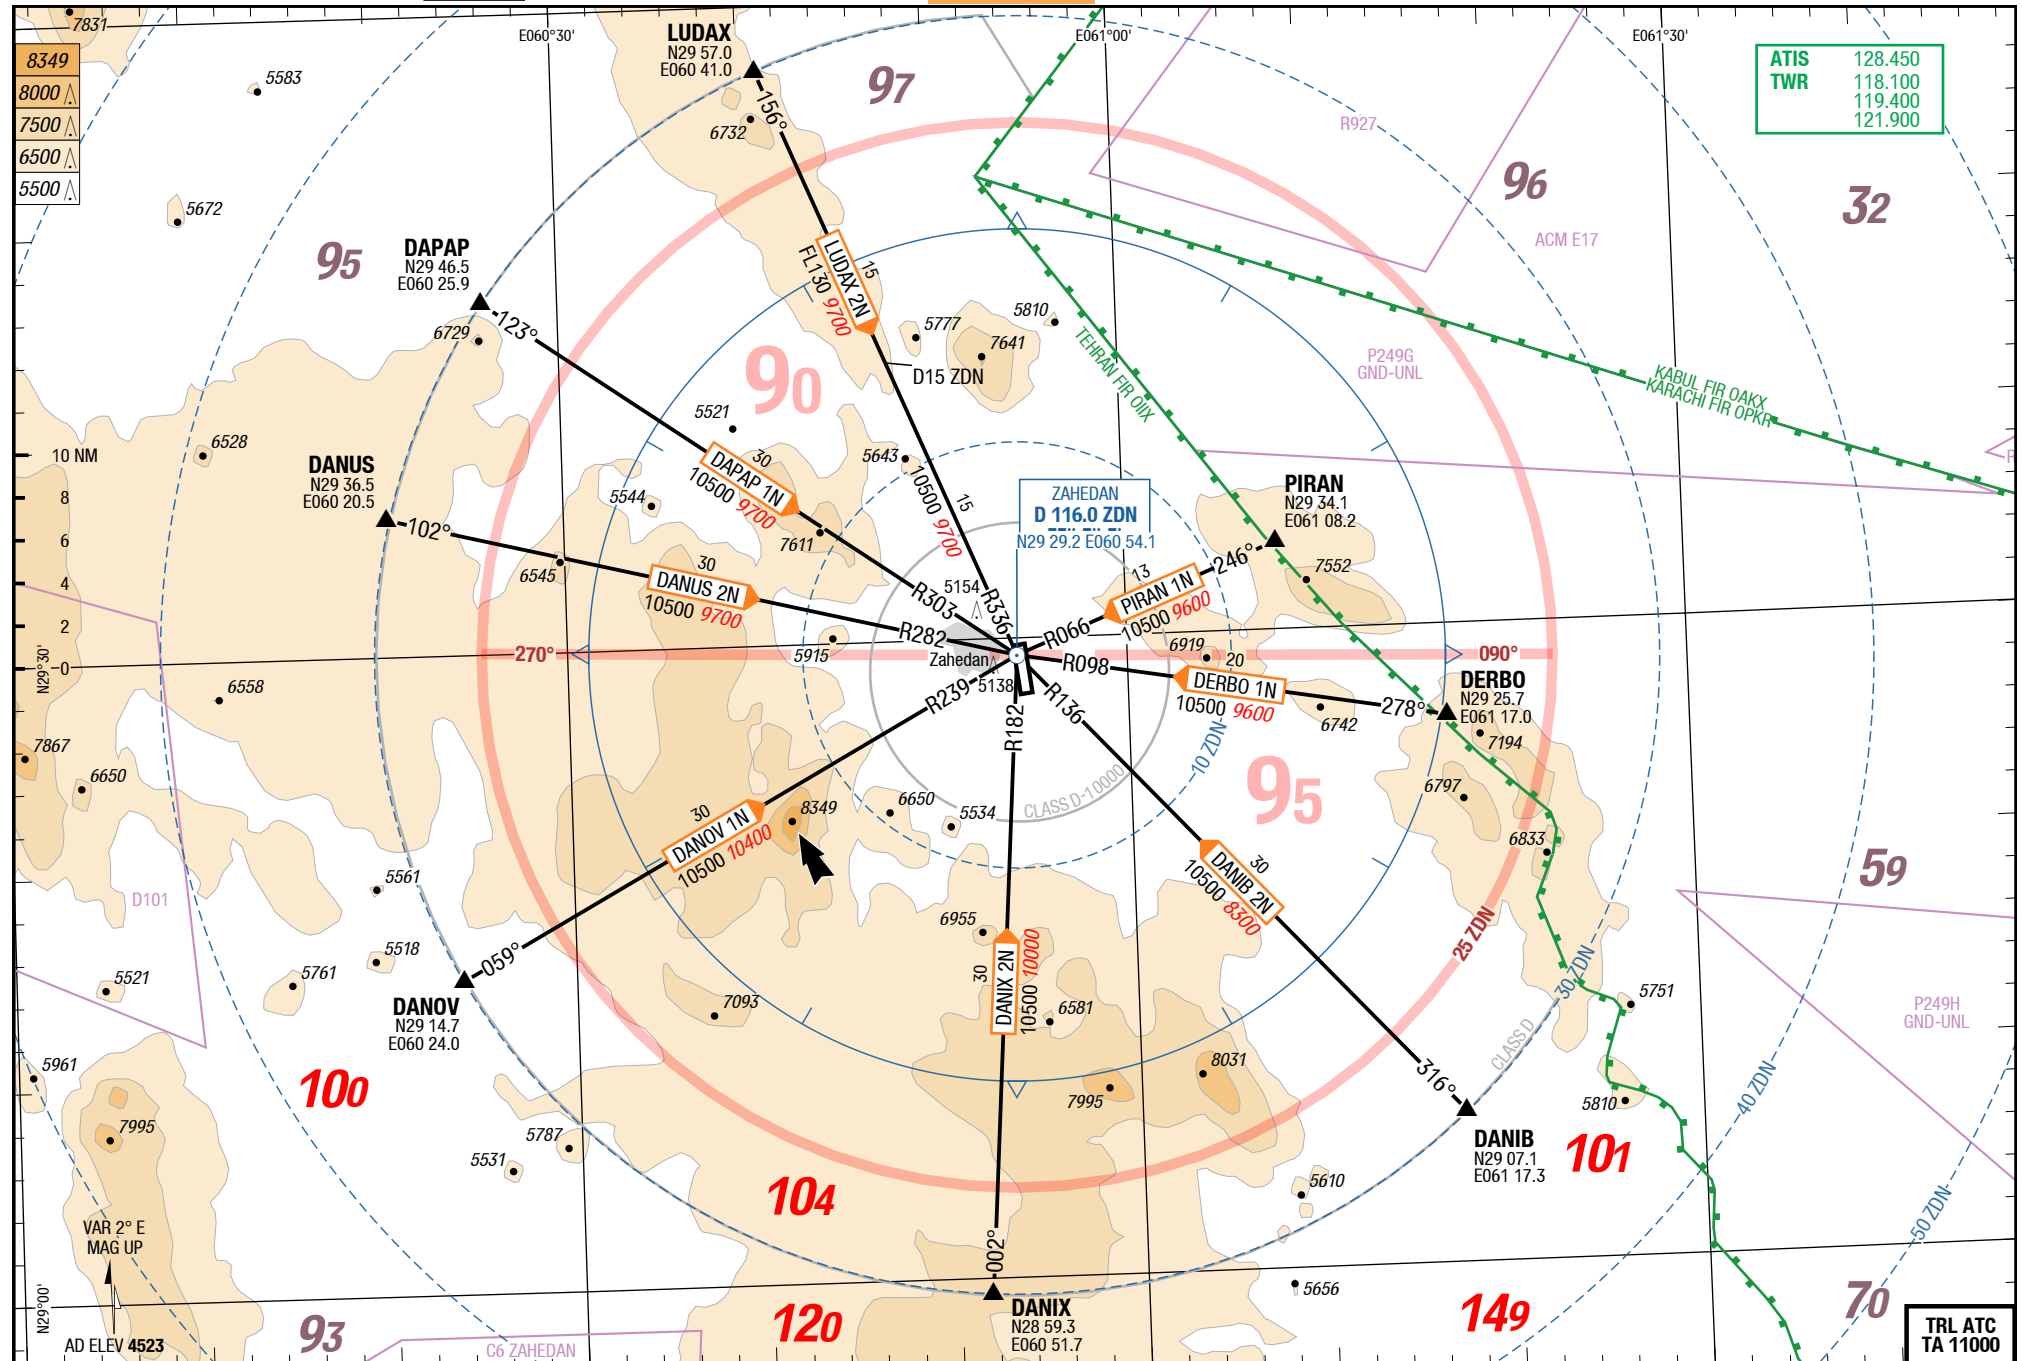 7831
8349
8000
7500
6500
5500
5583
5672
LUDAX
N29 57.0
E060 41.0
E060°30'
E061°00'
E061°30'
ATIS 128.450
TWR 118.100
119.400
121.900
97
96
32
95
R927
ACM E17
156°
6732
DAPAP
N29 46.5
E060 25.9
6729
123°
LUDAX 2N
15
FL130 9700
5777
5810
7641
D15 ZDN
90
TEHRAN FIR OIIX
P249G
GND-UNL
KABUL FIR OAKX
KARACHI FIR OPKR
R
5521
6528
10 NM
8
6
4
2
0
DANUS
N29 36.5
E060 20.5
102°
5544
DAPAP 1N
30
10500 9700
7611
5643
10500 9700
15
ZAHEDAN
D 116.0 ZDN
N29 29.2 E060 54.1
PIRAN
N29 34.1
E061 08.2
246°
7552
6545
DANUS 2N
30
10500 9700
R303
R336
5154
R282
PIRAN 1N
13
10500 9600
R066
N29°30'
270°
5915
Zahedan
5138
R098
6919
20
DERBO 1N
10500 9600
090°
DERBO
N29 25.7
E061 17.0
278°
6742
7194
6558
7867
6650
R239
R182
R136
10 ZDN
CLASS D-10000
95
6797
6833
DANOV 1N
30
10500 10400
8349
6650
5534
5561
D101
59
DANIB 2N
30
10500 8300
6955
25 ZDN
30 ZDN
5518
5761
5521
059°
DANOV
N29 14.7
E060 24.0
7093
DANIX 2N
30
10500 10000
6581
5751
P249H
GND-UNL
5961
100
7995
8031
7995
CLASS D
316°
40 ZDN
5810
DANIB
N29 07.1
E061 17.3
101
5787
5531
104
5610
50 ZDN
VAR 2° E
MAG UP
002°
N29°00'
DANIX
N28 59.3
E060 51.7
5656
AD ELEV 4523
93
C6 ZAHEDAN
120
149
70
TRL ATC
TA 11000